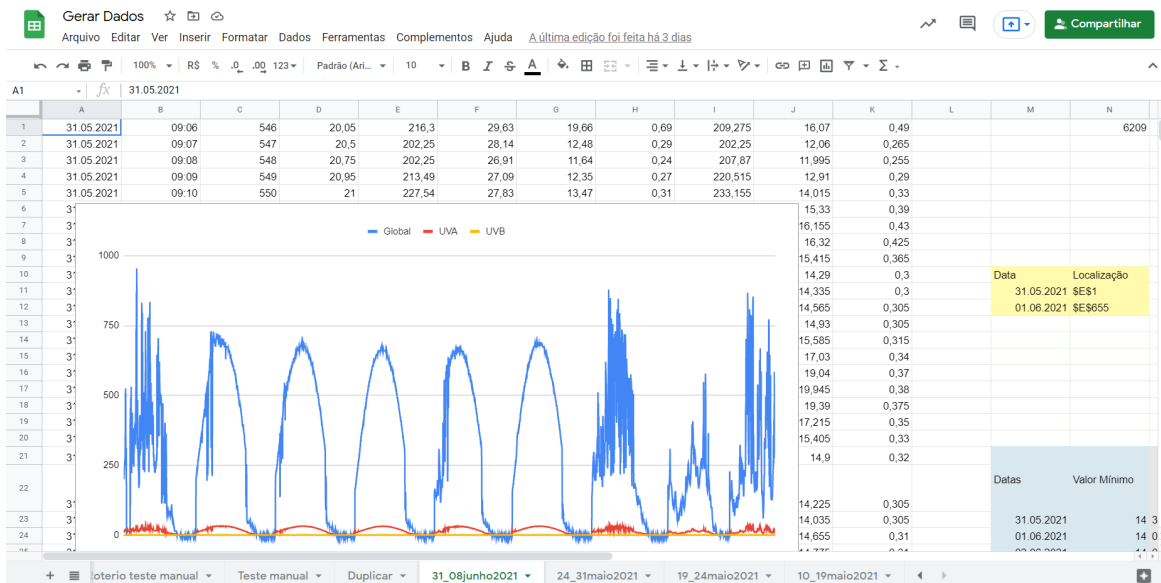 Gerar Dados
Arquivo Editar Ver Inserir Formatar Dados Ferramentas Complementos Ajuda A última edição foi feita há 3 dias
Compartilhar
100% R$ % .0 .00 123 Padrão (Ari... 10 B I S A
A1 fx 31.05.2021
A B C D E F G H I J K L M N
1 31.05.2021 09:06 546 20,05 216,3 29,63 19,66 0,69 209,275 16,07 0,49 6209
2 31.05.2021 09:07 547 20,5 202,25 28,14 12,48 0,29 202,25 12,06 0,265
3 31.05.2021 09:08 548 20,75 202,25 26,91 11,64 0,24 207,87 11,995 0,255
4 31.05.2021 09:09 549 20,95 213,49 27,09 12,35 0,27 220,515 12,91 0,29
5 31.05.2021 09:10 550 21 227,54 27,83 13,47 0,31 233,155 14,015 0,33
6 15,33 0,39
7 16,155 0,43
8 16,32 0,425
9 15,415 0,365
10 14,29 0,3 Data Localização
11 14,335 0,3 31.05.2021 $E$1
12 14,565 0,305 01.06.2021 $E$655
13 14,93 0,305
14 15,585 0,315
15 17,03 0,34
16 19,04 0,37
17 19,945 0,38
18 19,39 0,375
19 17,215 0,35
20 15,405 0,33
21 14,9 0,32
22 14,225 0,305 Datas Valor Mínimo
23 14,035 0,305 31.05.2021 14 3
24 14,655 0,31 01.06.2021 14
Global UVA UVB
1000
750
500
250
0
loterio teste manual Teste manual Duplicar 31_08junho2021 24_31maio2021 19_24maio2021 10_19maio2021